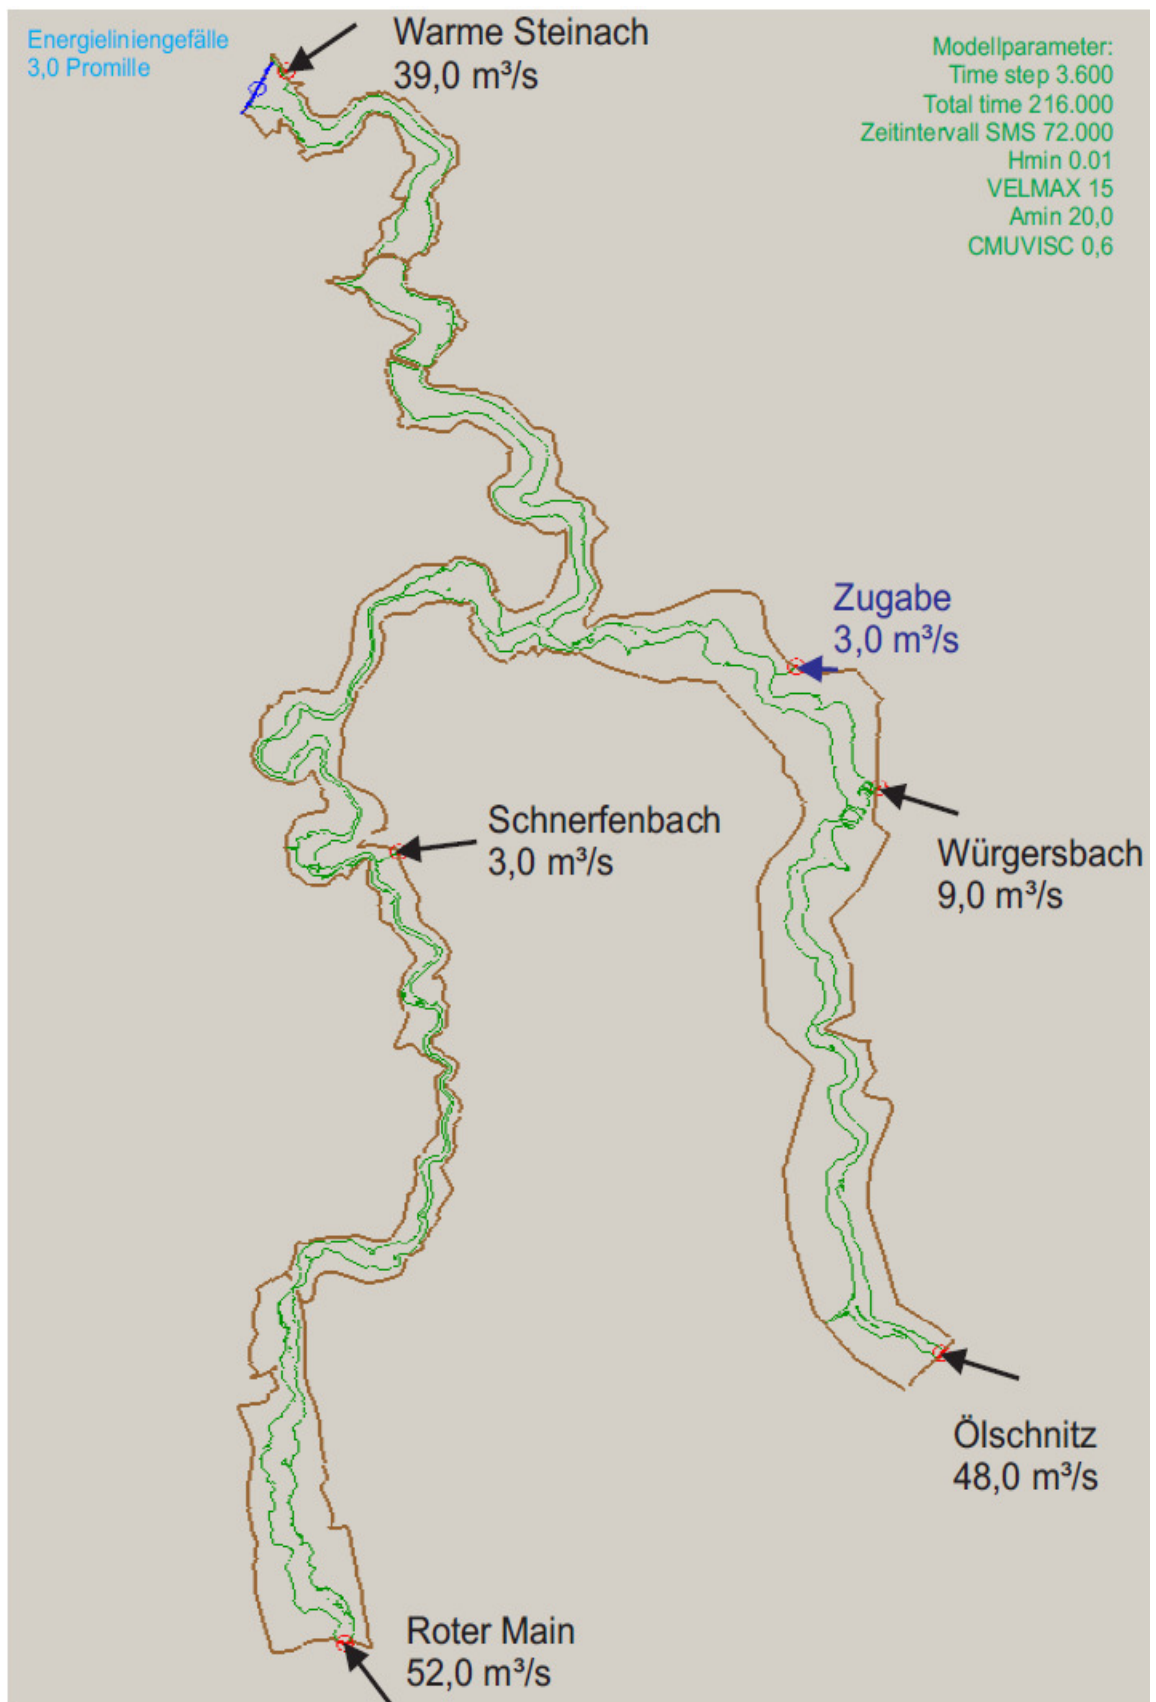 Energieliniengefälle
3,0 Promille
Warme Steinach
39,0 m³/s
Modellparameter:
Time step 3.600
Total time 216.000
Zeitintervall SMS 72.000
Hmin 0.01
VELMAX 15
Amin 20,0
CMUVISC 0,6
Zugabe
3,0 m³/s
Schnerfenbach
3,0 m³/s
Würgersbach
9,0 m³/s
Ölschnitz
48,0 m³/s
Roter Main
52,0 m³/s